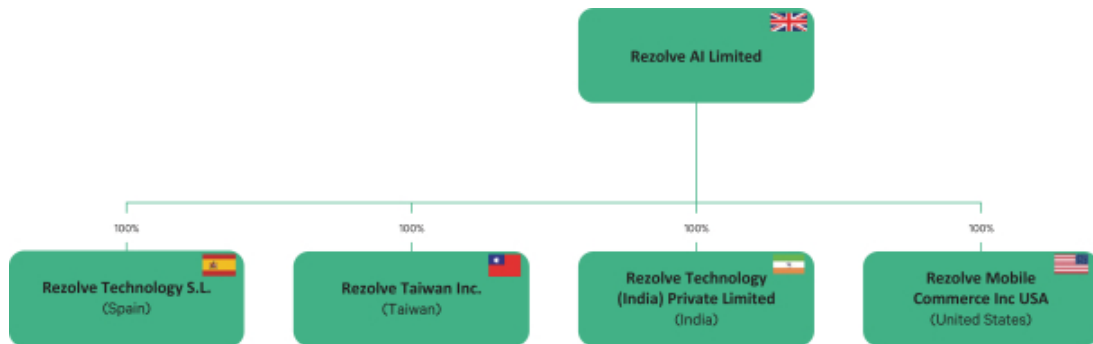 Rezolve AI Limited
100%
100%
100%
100%
Rezolve Technology S.L.
(Spain)
Rezolve Taiwan Inc.
(Taiwan)
Rezolve Technology
(India) Private Limited
(India)
Rezolve Mobile
Commerce Inc USA
(United States)